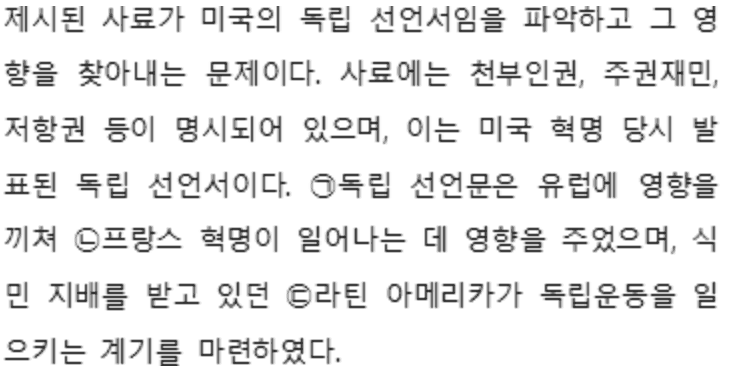 제시된 사료가 미국의 독립 선언서임을 파악하고 그 영
향을 찾아내는 문제이다. 사료에는 천부인권, 주권재민,
저항권 등이 명시되어 있으며, 이는 미국 혁명 당시 발
표된 독립 선언서이다. ㉠독립 선언문은 유럽에 영향을
끼쳐 ㉡프랑스 혁명이 일어나는 데 영향을 주었으며, 식
민 지배를 받고 있던 ㉢라틴 아메리카가 독립운동을 일
으키는 계기를 마련하였다.